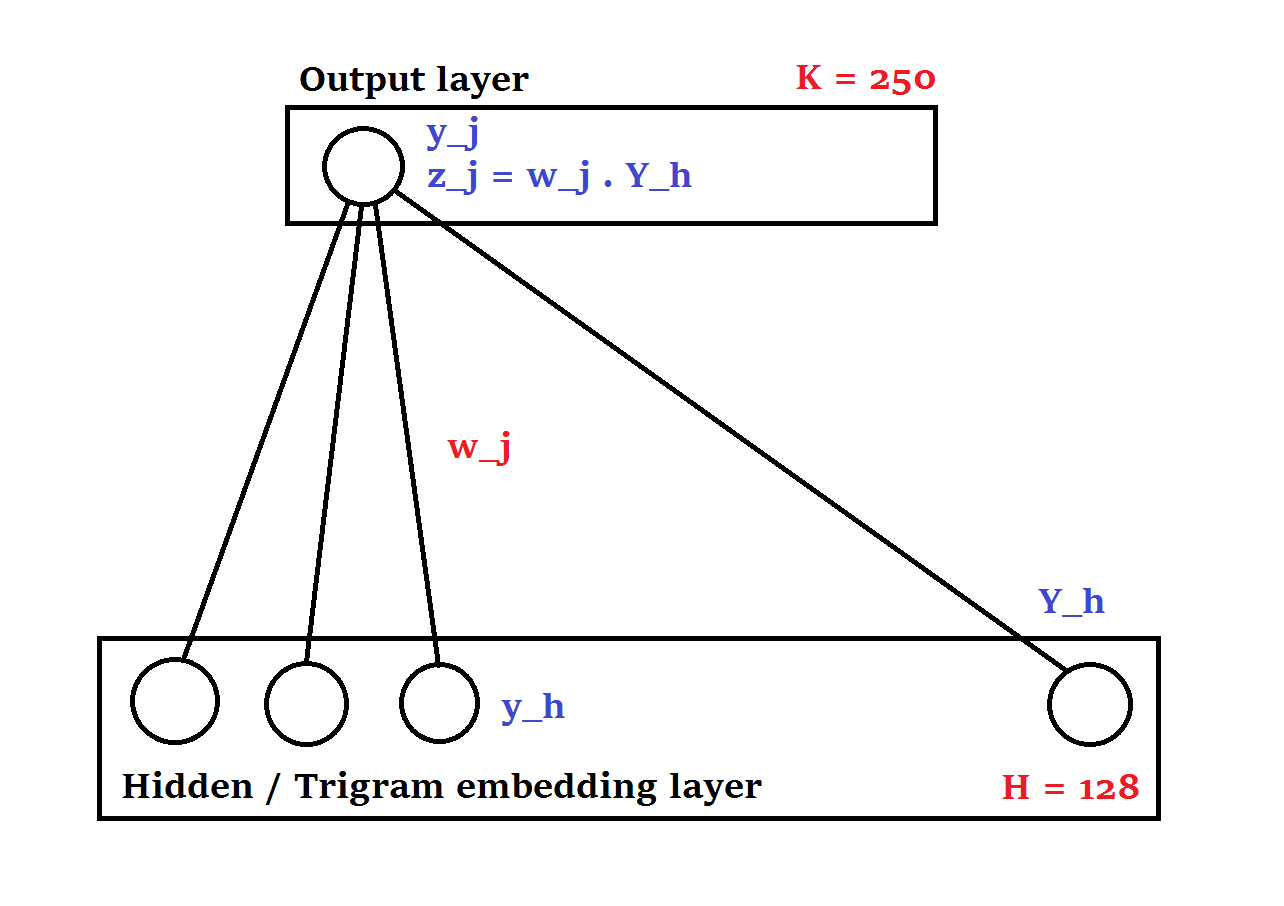 Output layer
K = 250
y_j
z_j = w_j . Y_h
w_j
Y_h
y_h
Hidden / Trigram embedding layer
H = 128